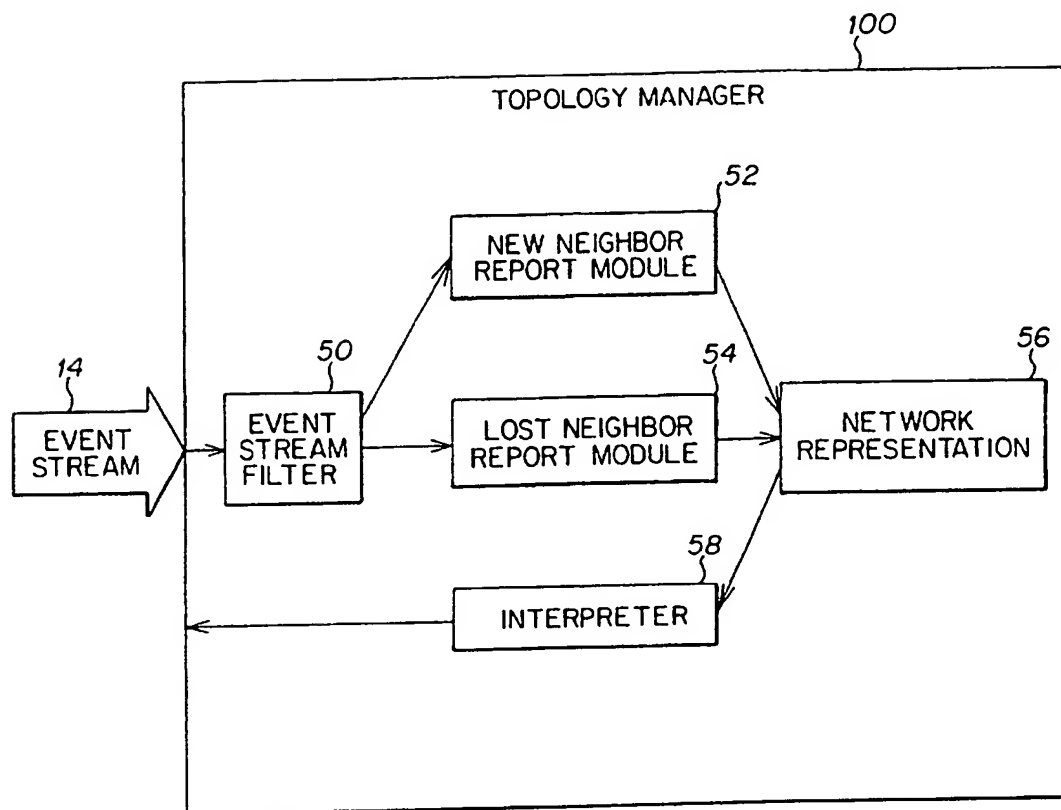 100
TOPOLOGY MANAGER
52
NEW NEIGHBOR
REPORT MODULE
14
EVENT
STREAM
50
EVENT
STREAM
FILTER
54
LOST NEIGHBOR
REPORT MODULE
56
NETWORK
REPRESENTATION
58
INTERPRETER